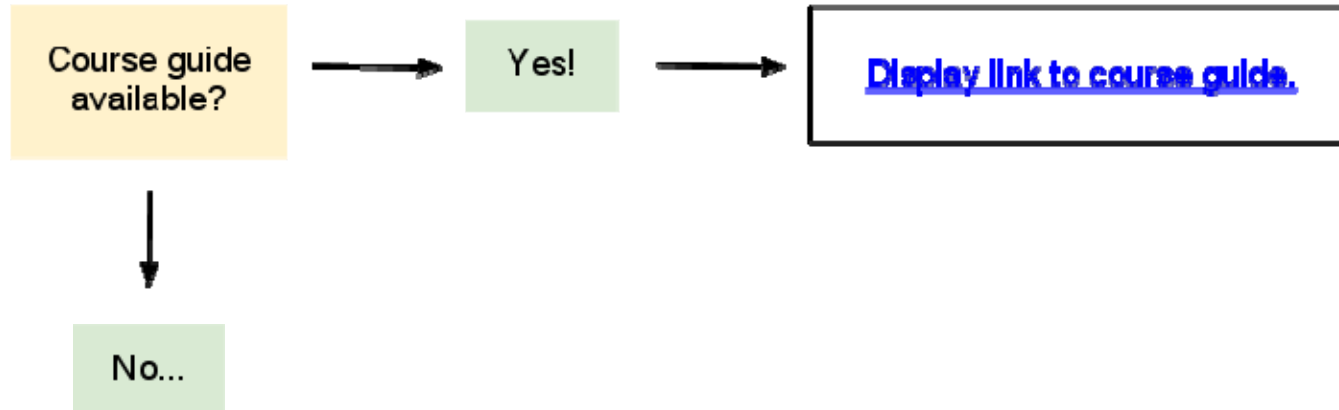 Course guide
available?
Yes!
Display link to course guide.
No...